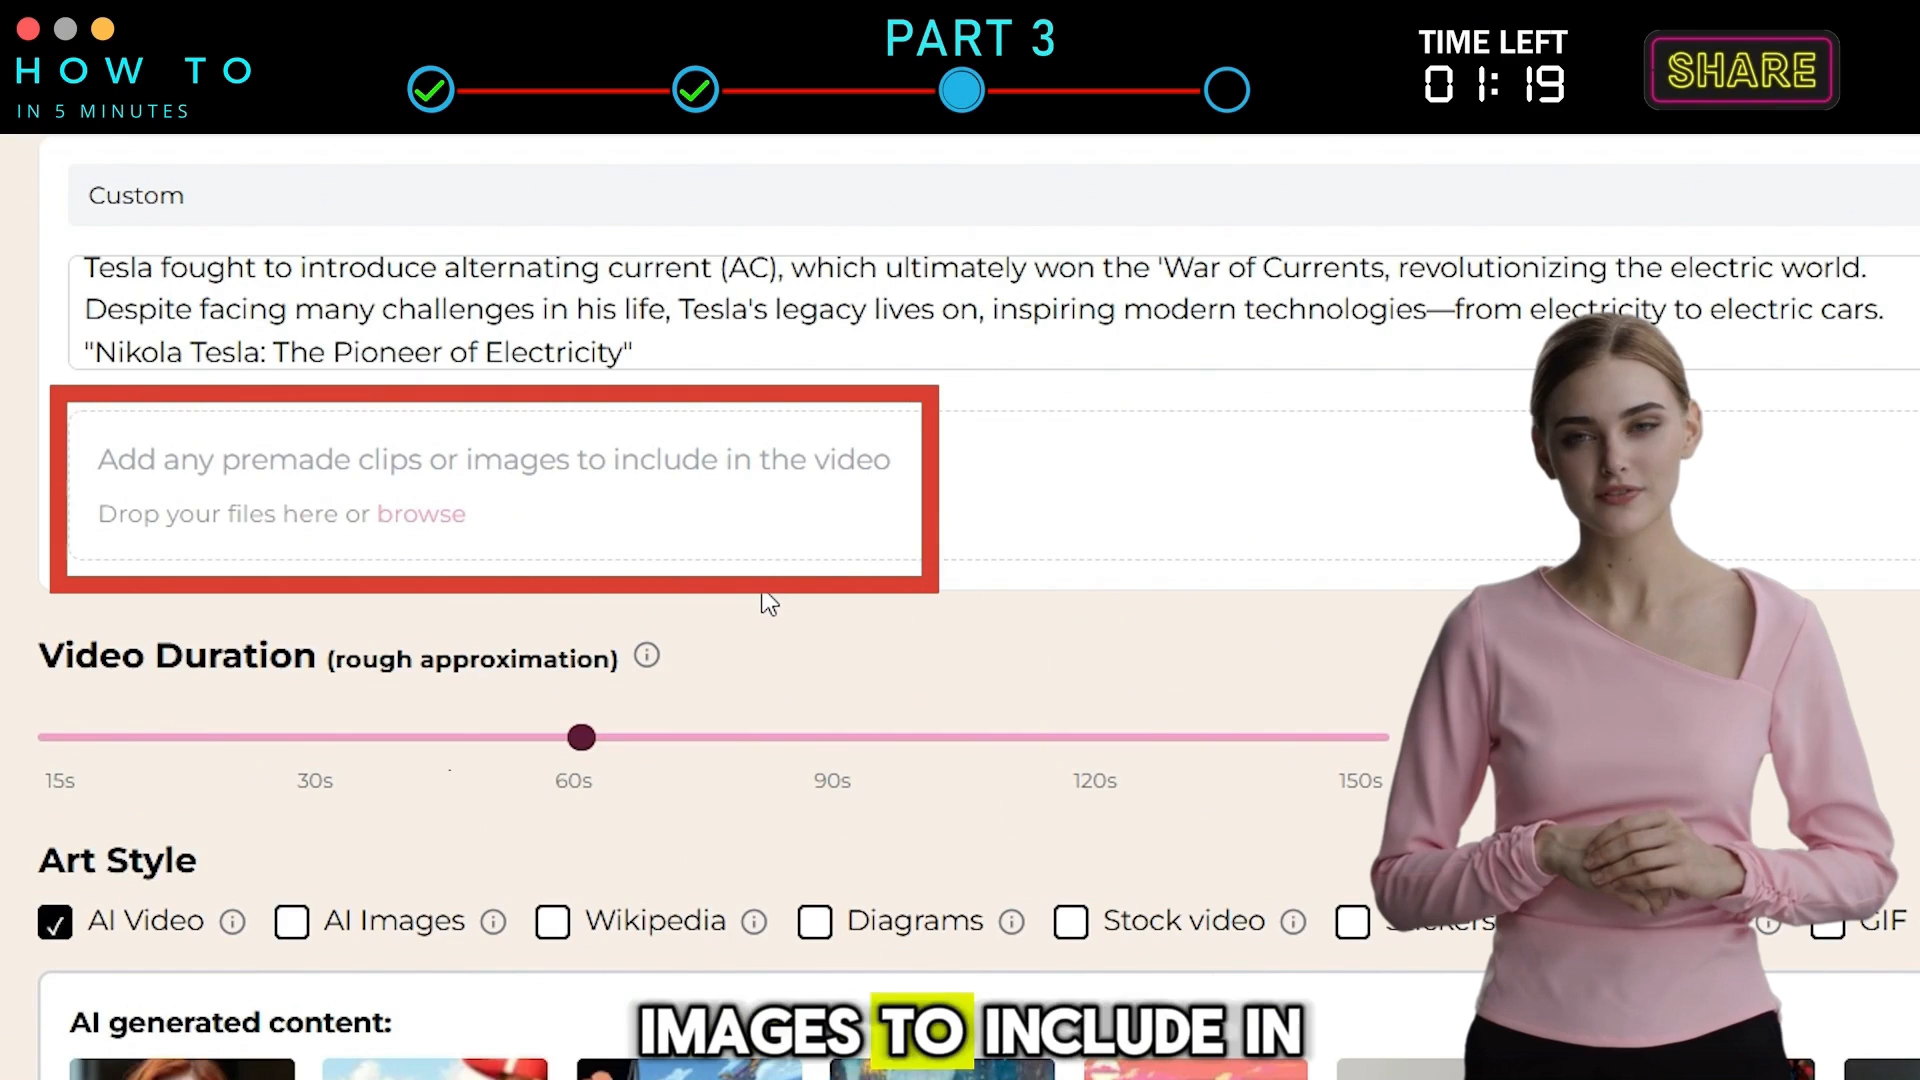 HOW TO
IN 5 MINUTES
PART 3
TIME LEFT
01:19
SHARE
Custom
Tesla fought to introduce alternating current (AC), which ultimately won the 'War of Currents, revolutionizing the electric world.
Despite facing many challenges in his life, Tesla's legacy lives on, inspiring modern technologies—from electricity to electric cars.
"Nikola Tesla: The Pioneer of Electricity"
Add any premade clips or images to include in the video
Drop your files here or browse
Video Duration (rough approximation)
15s 30s 60s 90s 120s 150s
Art Style
AI Video AI Images Wikipedia Diagrams Stock video GIF
AI generated content:
IMAGES TO INCLUDE IN